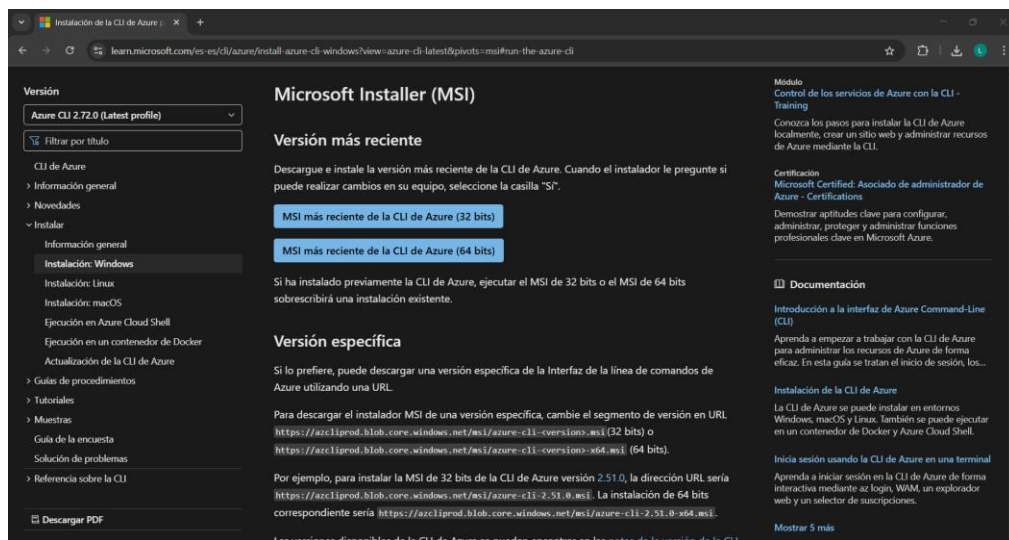 Instalación de la CLI de Azure
learn.microsoft.com/es-es/cli/azure/install-azure-cli-windows?view=azure-cli-latest&pivots=msi#run-the-azure-cli
Versión
Azure CLI 2.72.0 (Latest profile)
Filtrar por título
CLI de Azure
Información general
Novedades
Instalar
Información general
Instalación: Windows
Instalación: Linux
Instalación: macOS
Ejecución en Azure Cloud Shell
Ejecución en un contenedor de Docker
Actualización de la CLI de Azure
Guías de procedimientos
Tutoriales
Muestras
Guía de la encuesta
Solución de problemas
Referencia sobre la CLI
Descargar PDF
Microsoft Installer (MSI)
Versión más reciente
Descargue e instale la versión más reciente de la CLI de Azure. Cuando el instalador le pregunte si
puede realizar cambios en su equipo, seleccione la casilla "Sí".
MSI más reciente de la CLI de Azure (32 bits)
MSI más reciente de la CLI de Azure (64 bits)
Si ha instalado previamente la CLI de Azure, ejecutar el MSI de 32 bits o el MSI de 64 bits
sobrescribirá una instalación existente.
Versión específica
Si lo prefiere, puede descargar una versión específica de la Interfaz de la línea de comandos de
Azure utilizando una URL.
Para descargar el instalador MSI de una versión específica, cambie el segmento de versión en URL
https://azcliprod.blob.core.windows.net/msi/azure-cli-<version>.msi (32 bits) o
https://azcliprod.blob.core.windows.net/msi/azure-cli-<version>-x64.msi (64 bits).
Por ejemplo, para instalar la MSI de 32 bits de la CLI de Azure versión 2.51.0, la dirección URL sería
https://azcliprod.blob.core.windows.net/msi/azure-cli-2.51.0.msi. La instalación de 64 bits
correspondiente sería https://azcliprod.blob.core.windows.net/msi/azure-cli-2.51.0-x64.msi.
Las versiones disponibles de la CLI de Azure se pueden encontrar en las notas de la versión de la CLI
Módulo
Control de los servicios de Azure con la CLI -
Training
Conozca los pasos para instalar la CLI de Azure
localmente, crear un sitio web y administrar recursos
de Azure mediante la CLI.
Certificación
Microsoft Certified: Asociado de administrador de
Azure - Certifications
Demostrar aptitudes clave para configurar,
administrar, proteger y administrar funciones
profesionales clave en Microsoft Azure.
Documentación
Introducción a la interfaz de Azure Command-Line
(CLI)
Aprenda a empezar a trabajar con la CLI de Azure
para administrar los recursos de Azure de forma
eficaz. En esta guía se tratan el inicio de sesión, los...
Instalación de la CLI de Azure
La CLI de Azure se puede instalar en entornos
Windows, macOS y Linux. También se puede ejecutar
en un contenedor de Docker y Azure Cloud Shell.
Inicia sesión usando la CLI de Azure en una terminal
Aprenda a iniciar sesión en la CLI de Azure de forma
interactiva mediante az login, WAM, un explorador
web y un selector de suscripciones.
Mostrar 5 más